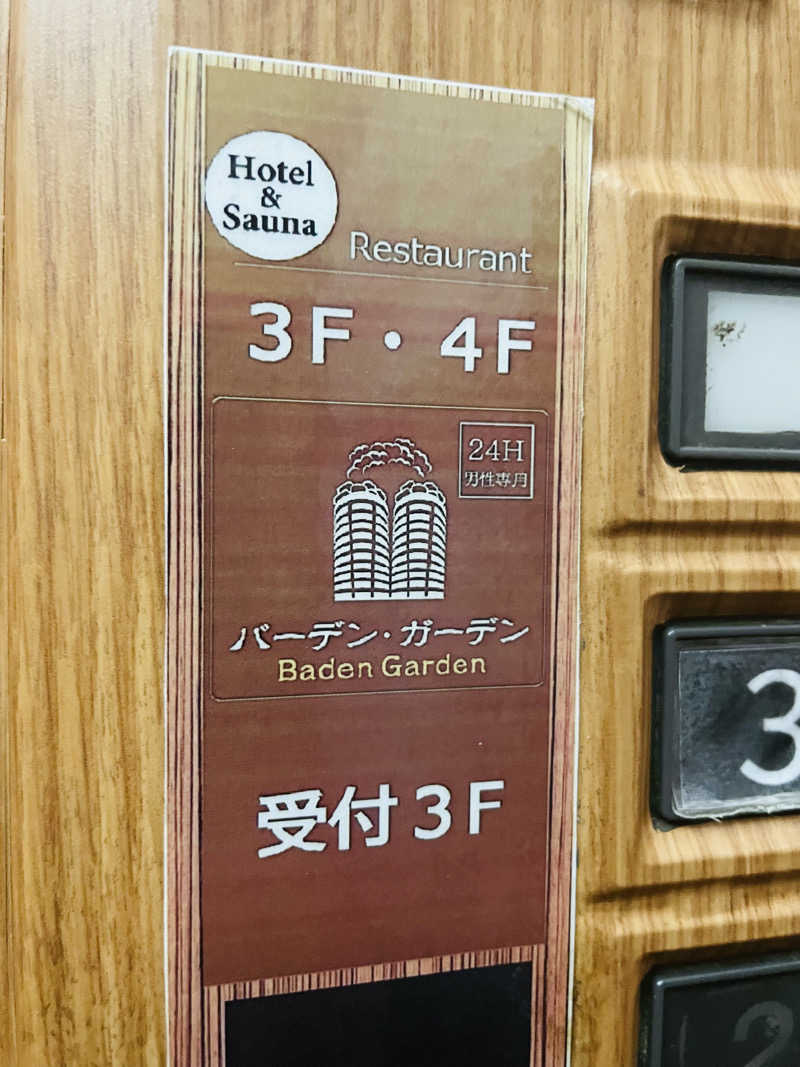 Hotel
&
Sauna
Restaurant
3F・4F
24H
男性専用
バーデン・ガーデン
Baden Garden
受付3F
3
2